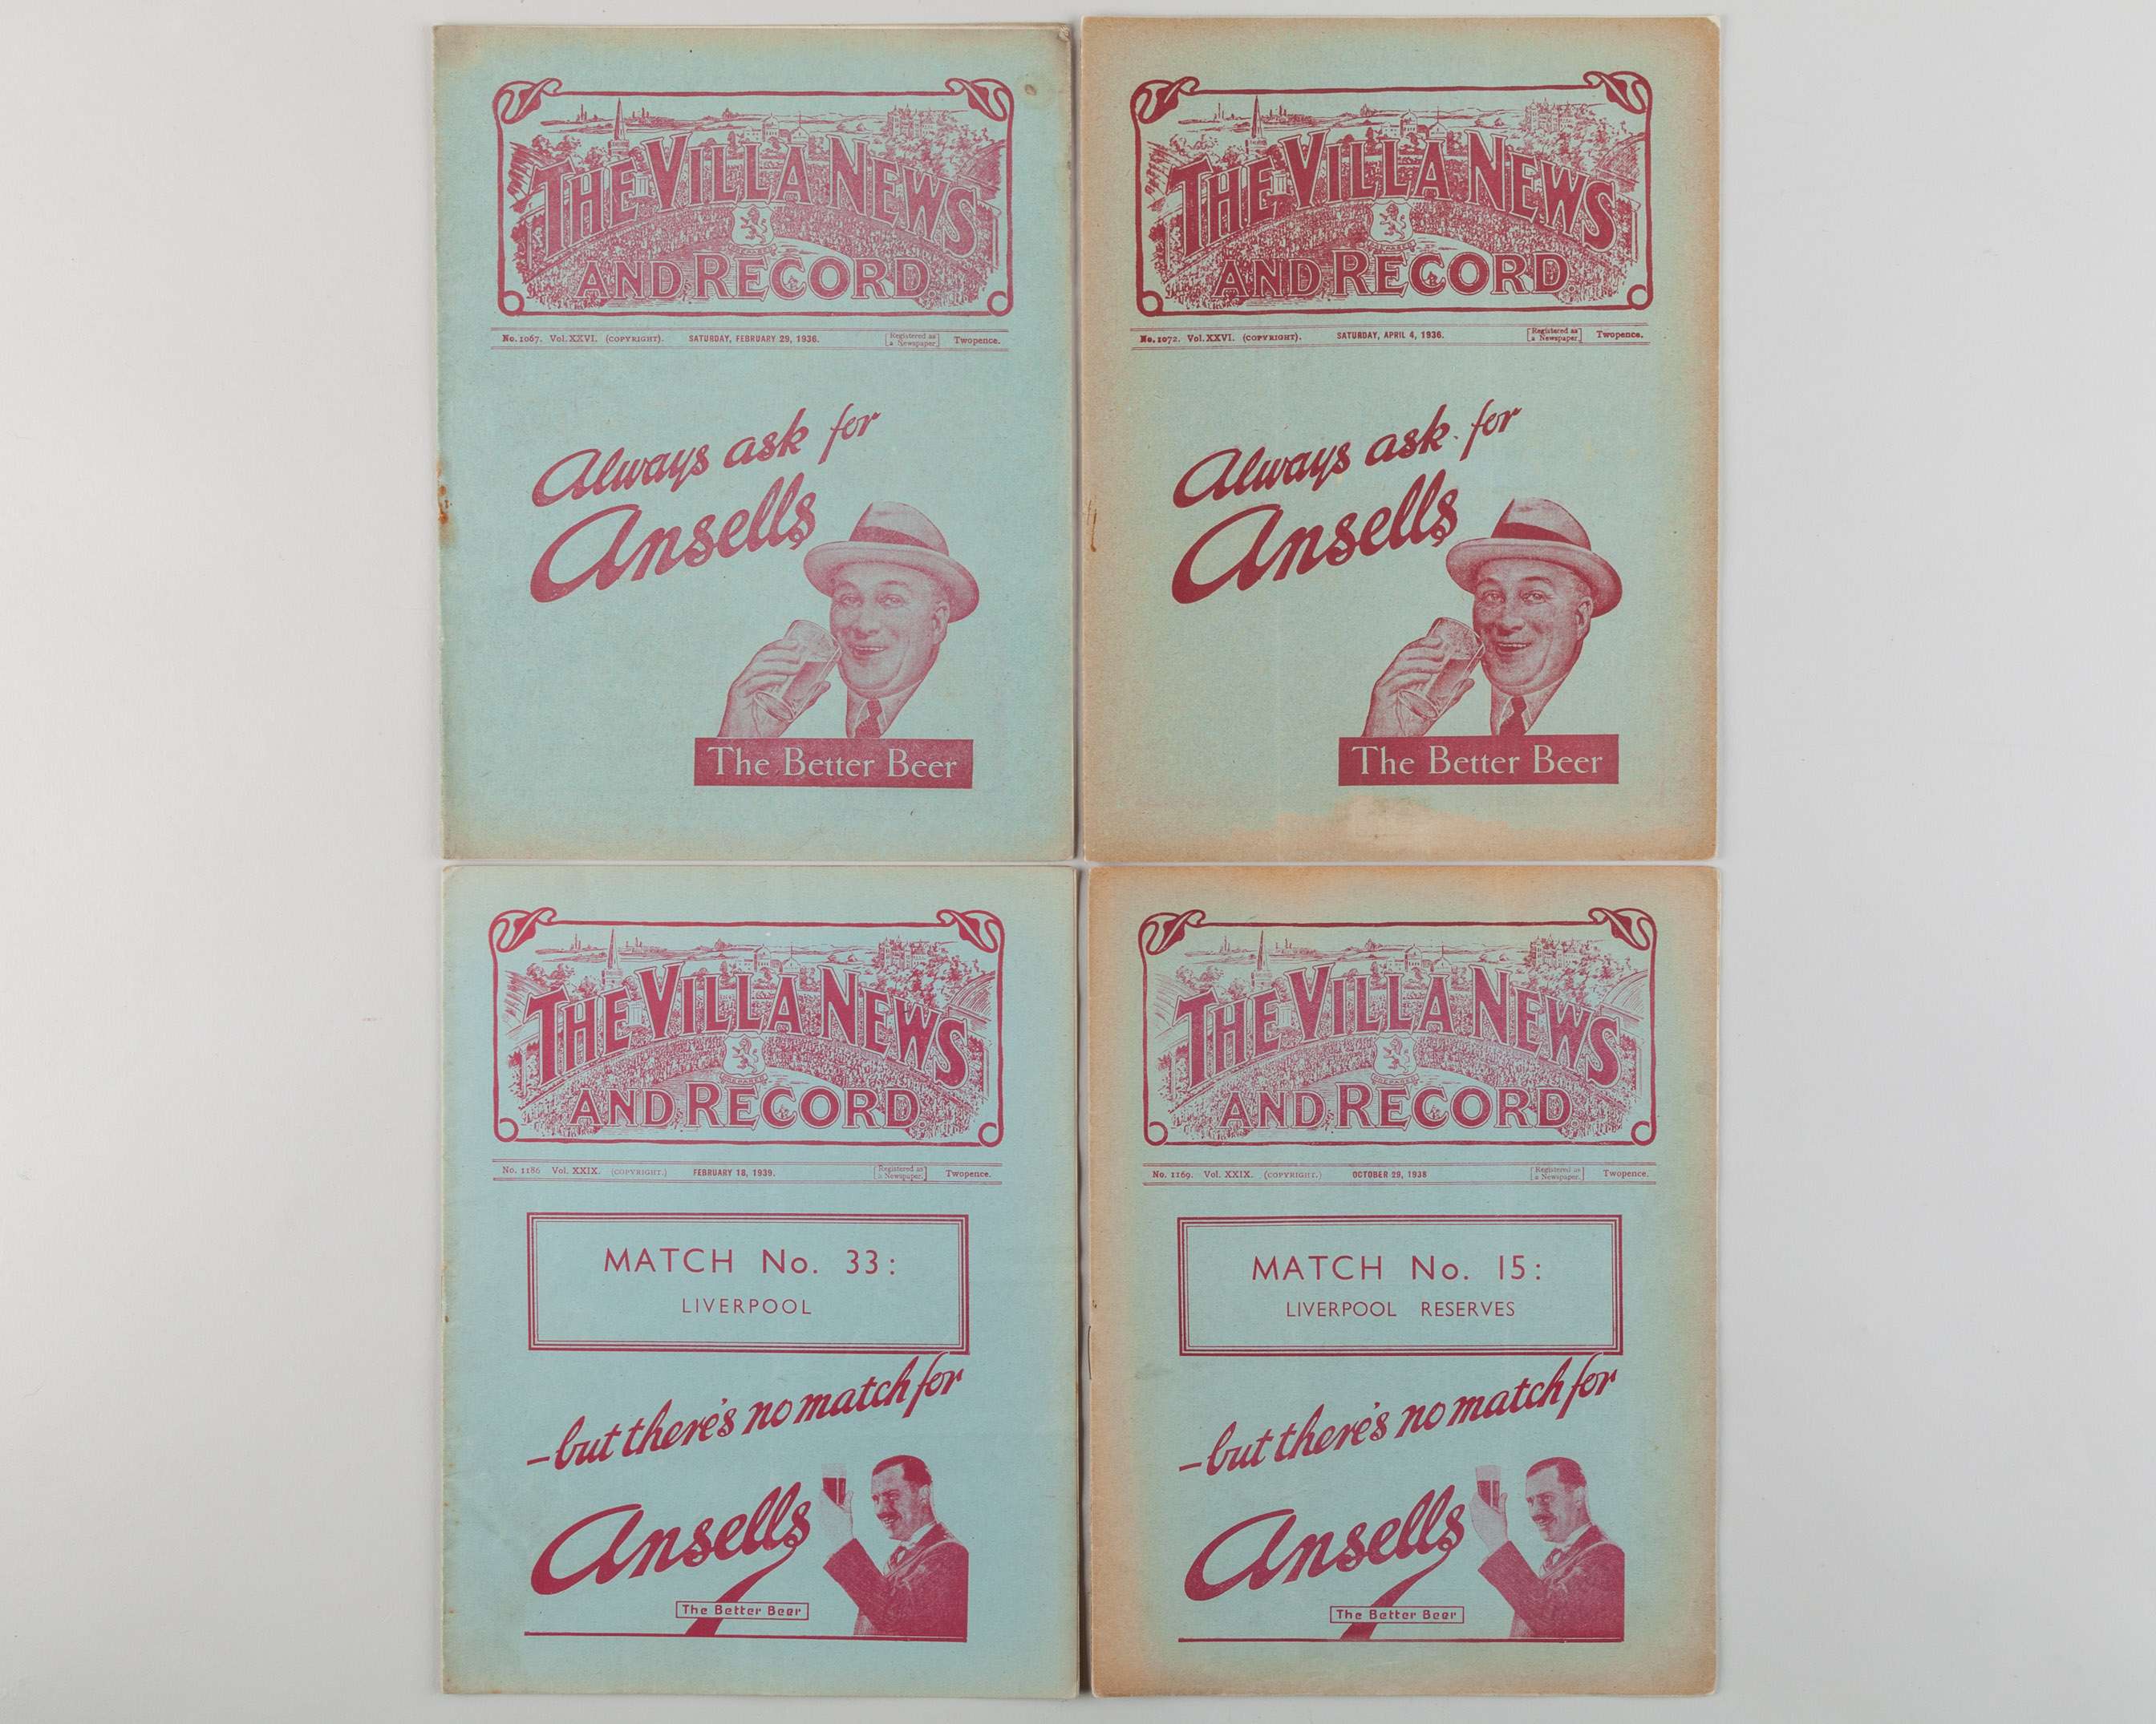 THE VILLA NEWS
AND RECORD
No. 1067. Vol. XXVI. (COPYRIGHT). SATURDAY, FEBRUARY 29, 1936. [Registered as a Newspaper] Twopence.
Always ask for
Ansells
The Better Beer
THE VILLA NEWS
AND RECORD
No. 1072. Vol. XXVI. (COPYRIGHT). SATURDAY, APRIL 4, 1936. [Registered as a Newspaper.] Twopence.
Always ask for
Ansells
The Better Beer
THE VILLA NEWS
AND RECORD
No. 1186 Vol. XXIX. (COPYRIGHT.) FEBRUARY 18, 1939. [Registered as a Newspaper.] Twopence.
MATCH No. 33:
LIVERPOOL
–but there's no match for
Ansells
The Better Beer
THE VILLA NEWS
AND RECORD
No. 1169. Vol. XXIX. (COPYRIGHT.) OCTOBER 29, 1938 [Registered as a Newspaper.] Twopence.
MATCH No. 15:
LIVERPOOL RESERVES
–but there's no match for
Ansells
The Better Beer